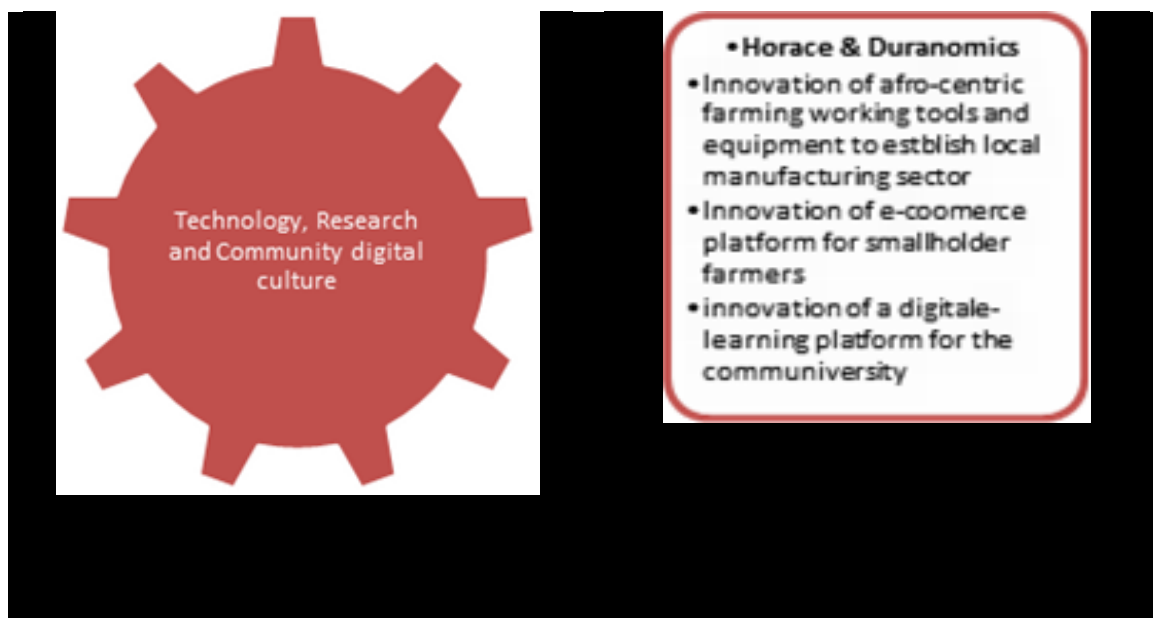 Technology, Research
and Community digital
culture
•Horace & Duranomics
•Innovation of afro-centric
farming working tools and
equipment to estblish local
manufacturing sector
•Innovation of e-coomerce
platform for smallholder
farmers
•innovation of a digitale-
learning platform for the
communiversity